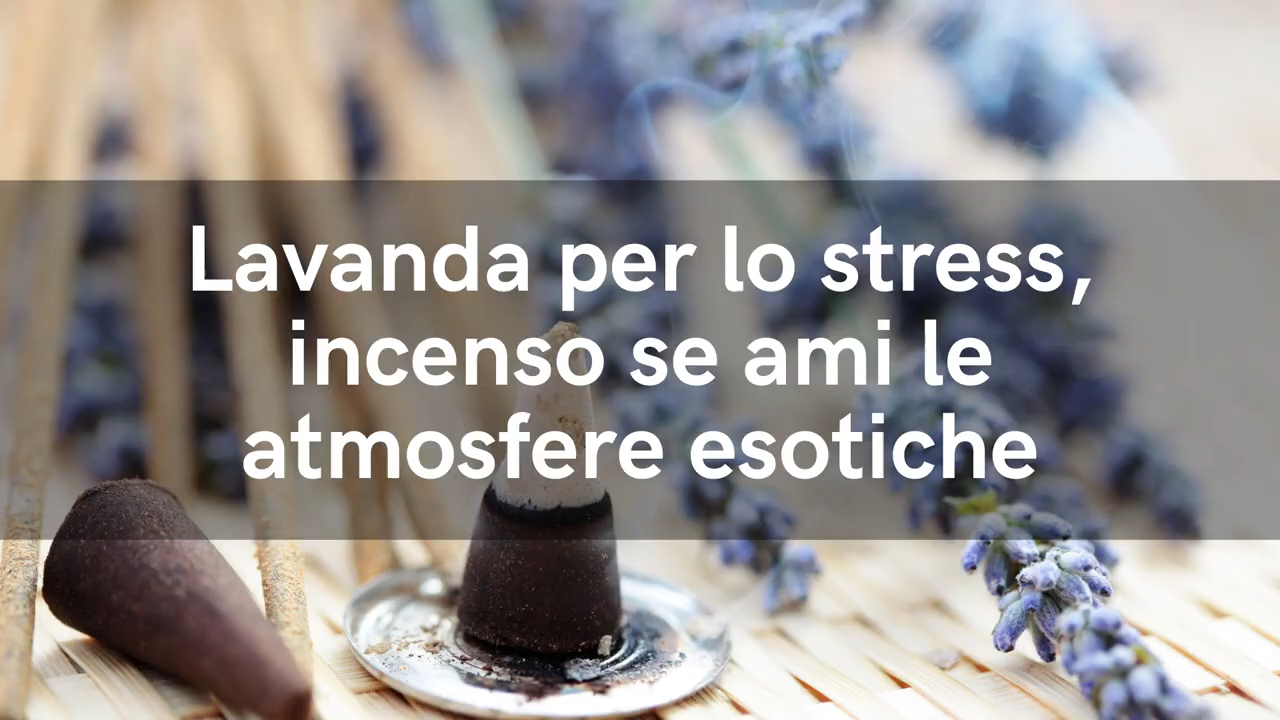 Lavanda per lo stress,
incenso se ami le
atmosfere esotiche